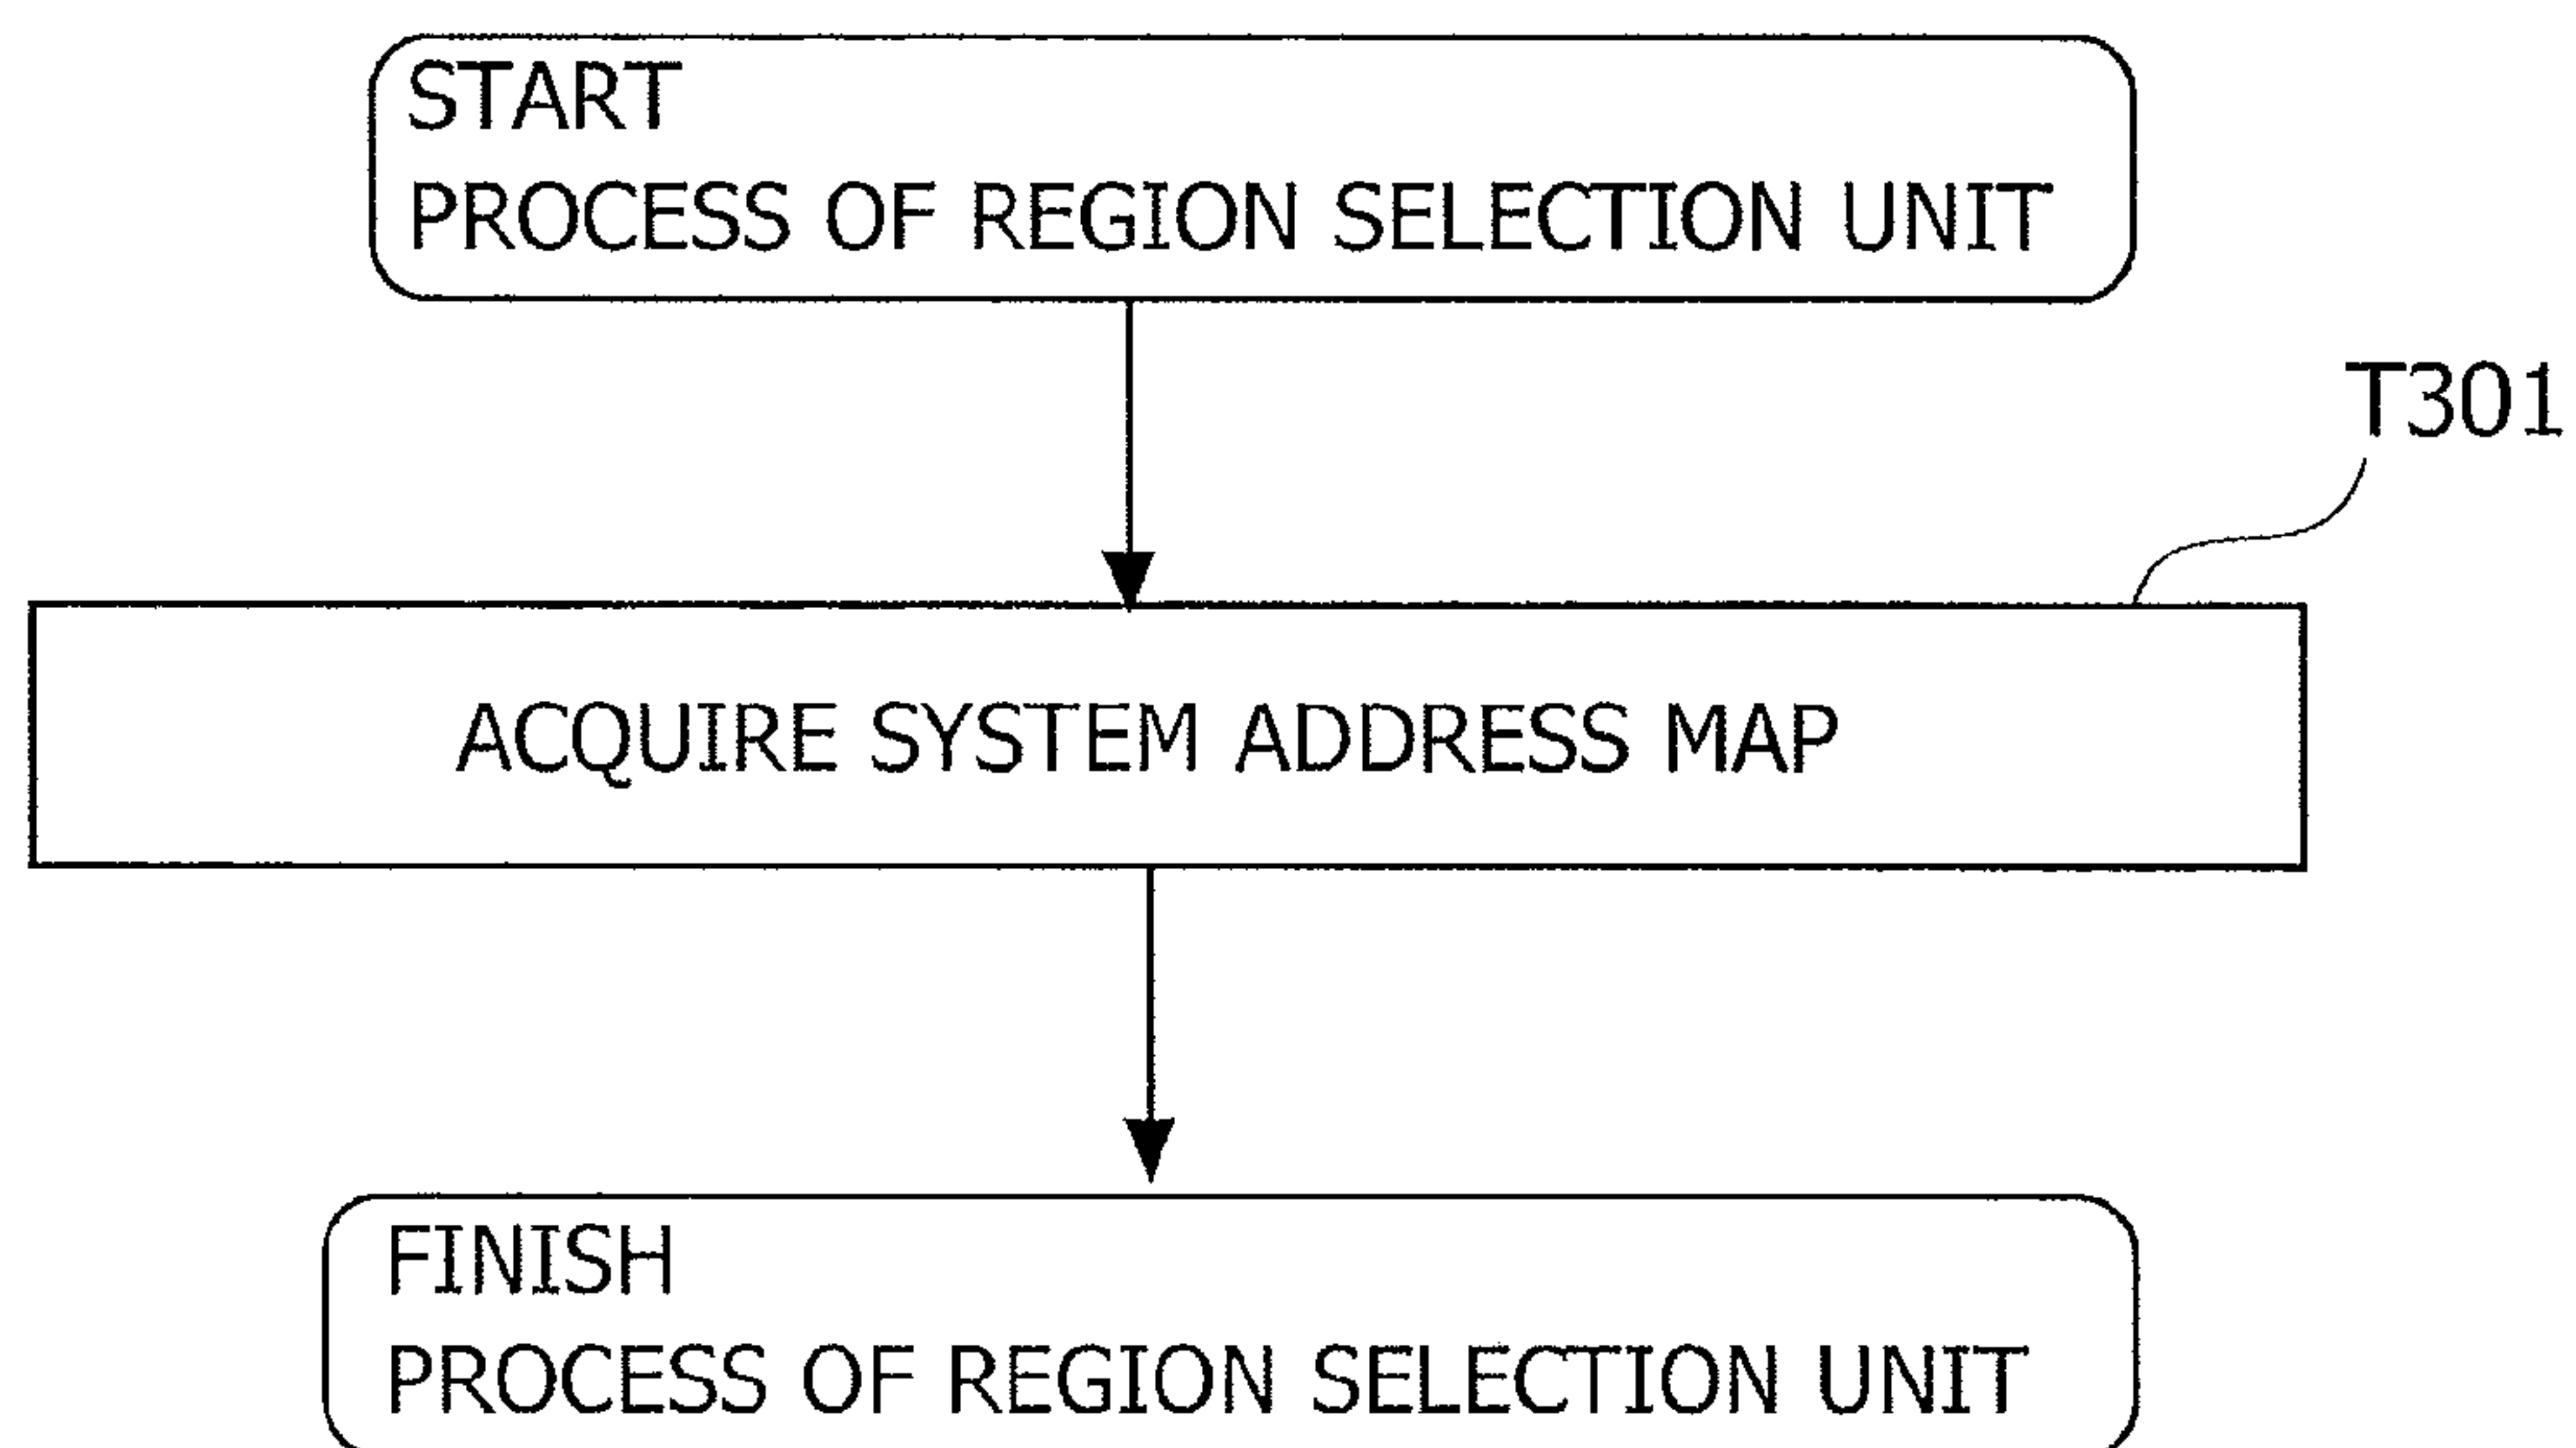 START
PROCESS OF REGION SELECTION UNIT
T301
ACQUIRE SYSTEM ADDRESS MAP
FINISH
PROCESS OF REGION SELECTION UNIT